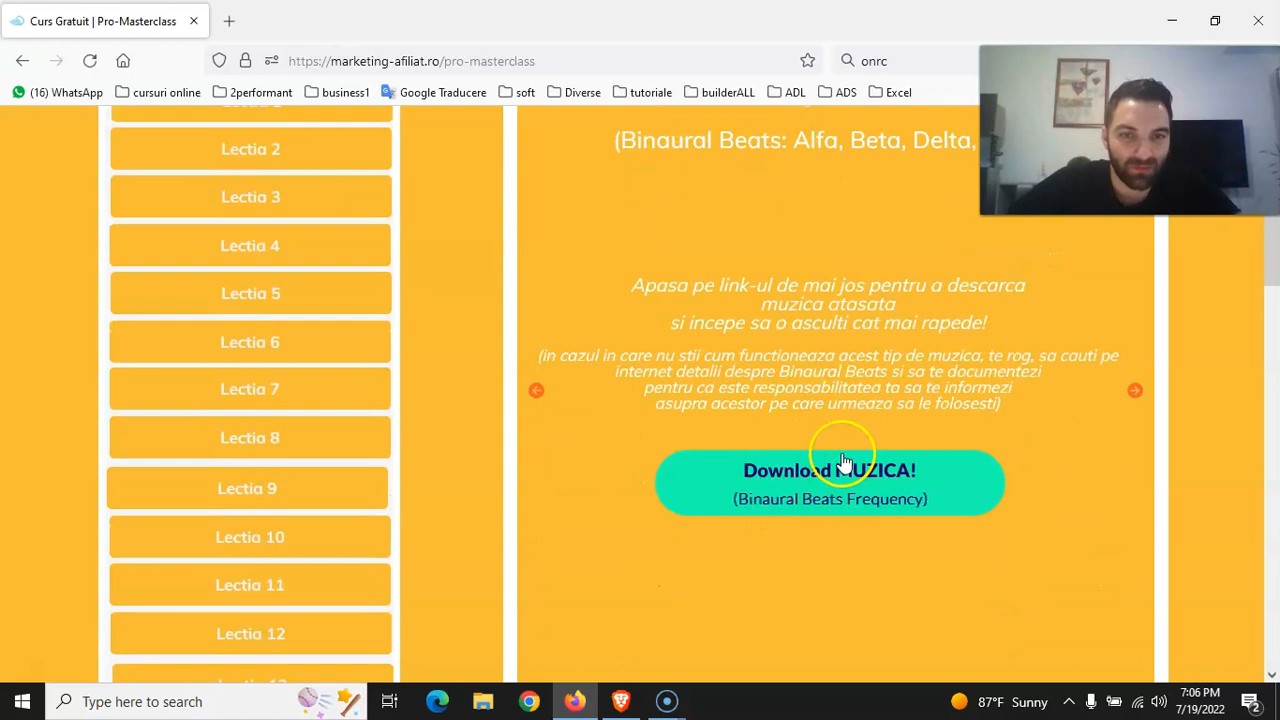 Curs Gratuit | Pro-Masterclass
https://marketing-afiliat.ro/pro-masterclass
onrc
(16) WhatsApp
cursuri online
2performant
business1
Google Traducere
soft
Diverse
tutoriale
builderALL
ADL
ADS
Excel
Lectia 2
Lectia 3
Lectia 4
Lectia 5
Lectia 6
Lectia 7
Lectia 8
Lectia 9
Lectia 10
Lectia 11
Lectia 12
(Binaural Beats: Alfa, Beta, Delta,
Apasa pe link-ul de mai jos pentru a descarca
muzica atasata
si incepe sa o asculti cat mai rapede!
(in cazul in care nu stii cum functioneaza acest tip de muzica, te rog, sa cauti pe
internet detalii despre Binaural Beats si sa te documentezi
pentru ca este responsabilitatea ta sa te informezi
asupra acestor pe care urmeaza sa le folosesti)
Download MUZICA!
(Binaural Beats Frequency)
Type here to search
87°F Sunny
7:06 PM
7/19/2022
2